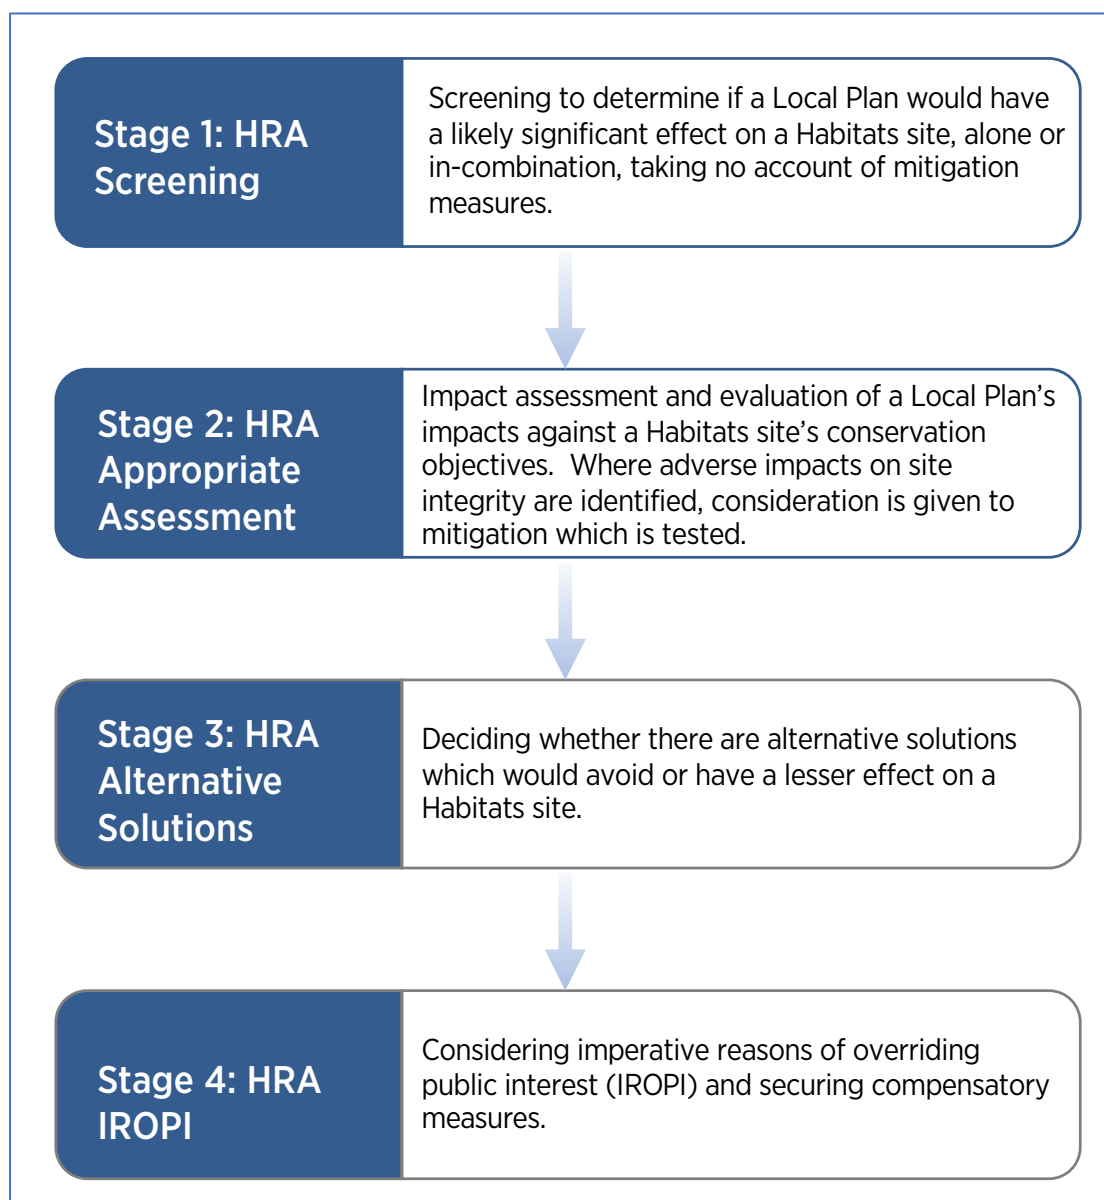 Stage 1: HRA
Screening
Screening to determine if a Local Plan would have
a likely significant effect on a Habitats site, alone or
in-combination, taking no account of mitigation
measures.
Stage 2: HRA
Appropriate
Assessment
Impact assessment and evaluation of a Local Plan’s
impacts against a Habitats site’s conservation
objectives.  Where adverse impacts on site
integrity are identified, consideration is given to
mitigation which is tested.
Stage 3: HRA
Alternative
Solutions
Deciding whether there are alternative solutions
which would avoid or have a lesser effect on a
Habitats site.
Stage 4: HRA
IROPI
Considering imperative reasons of overriding
public interest (IROPI) and securing compensatory
measures.